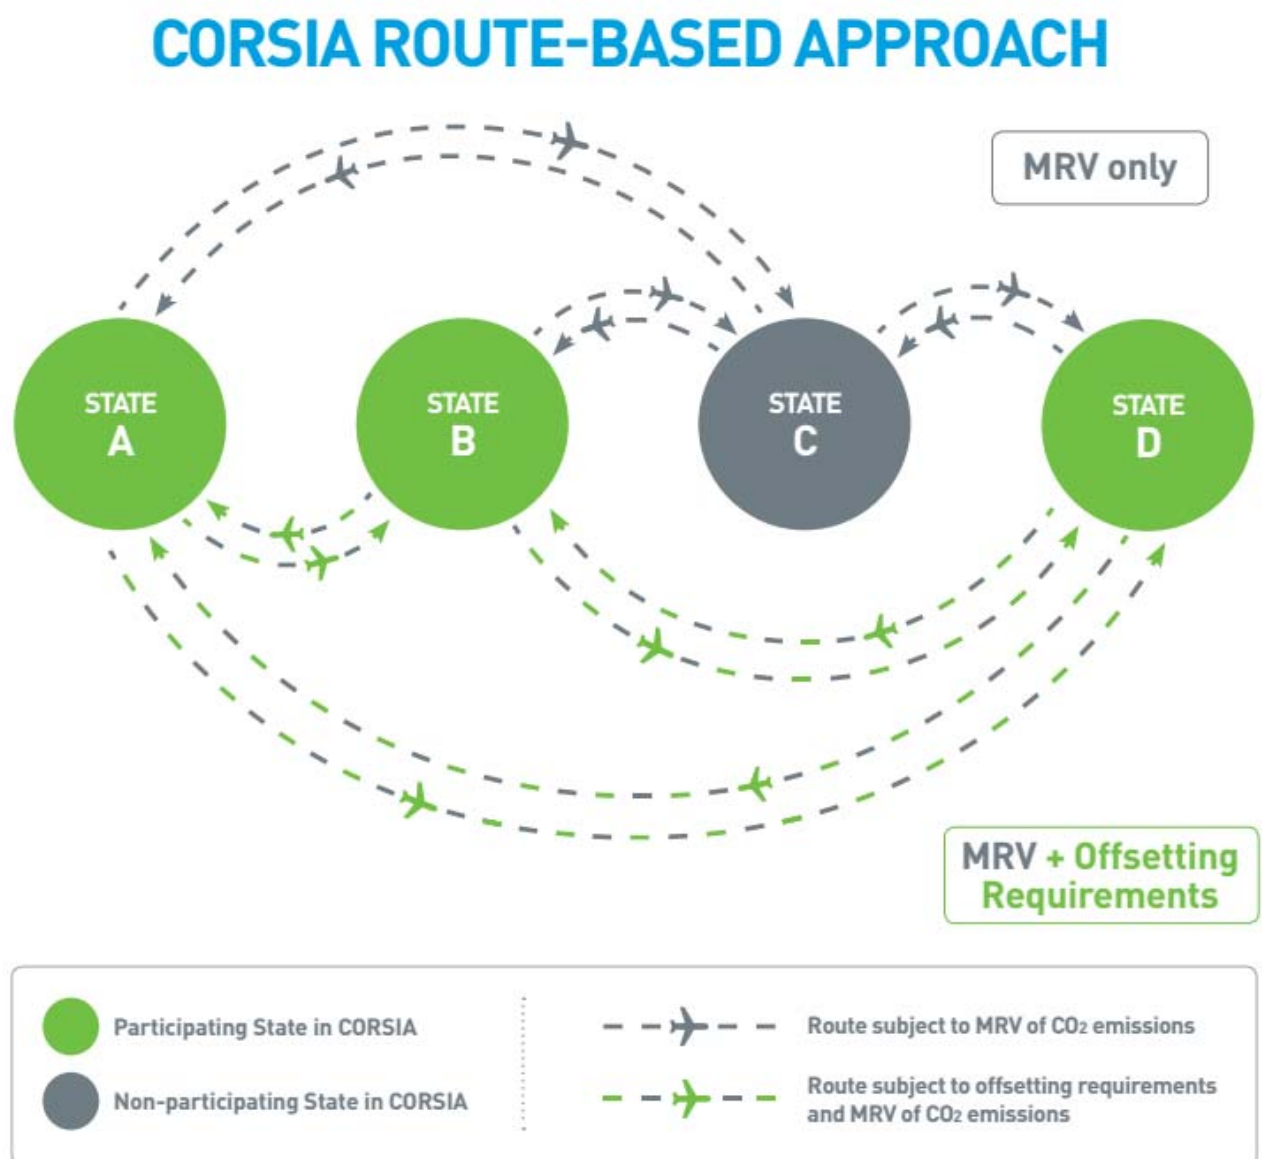 CORSIA ROUTE-BASED APPROACH
MRV only
STATE
A
STATE
B
STATE
C
STATE
D
MRV + Offsetting
Requirements
Participating State in CORSIA
Non-participating State in CORSIA
Route subject to MRV of CO2 emissions
Route subject to offsetting requirements
and MRV of CO2 emissions